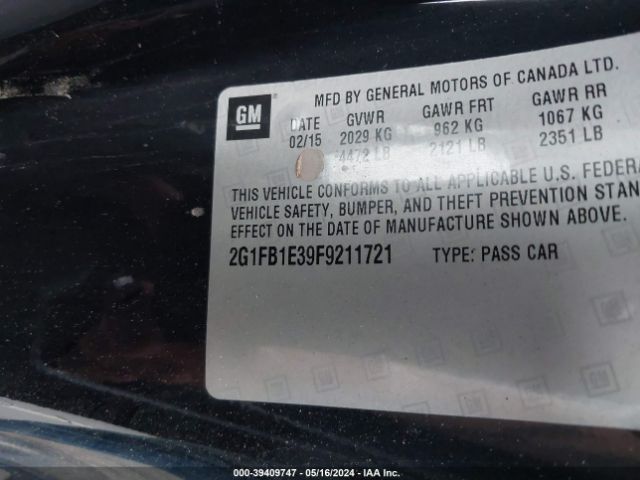 GM
MFD BY GENERAL MOTORS OF CANADA LTD.
DATE GVWR GAWR FRT GAWR RR
02/15 2029 KG 962 KG 1067 KG
4472 LB 2121 LB 2351 LB
THIS VEHICLE CONFORMS TO ALL APPLICABLE U.S. FEDERA
VEHICLE SAFETY, BUMPER, AND THEFT PREVENTION STAN
EFFECT ON THE DATE OF MANUFACTURE SHOWN ABOVE.
2G1FB1E39F9211721 TYPE: PASS CAR
000-39409747 - 05/16/2024 - IAA Inc.